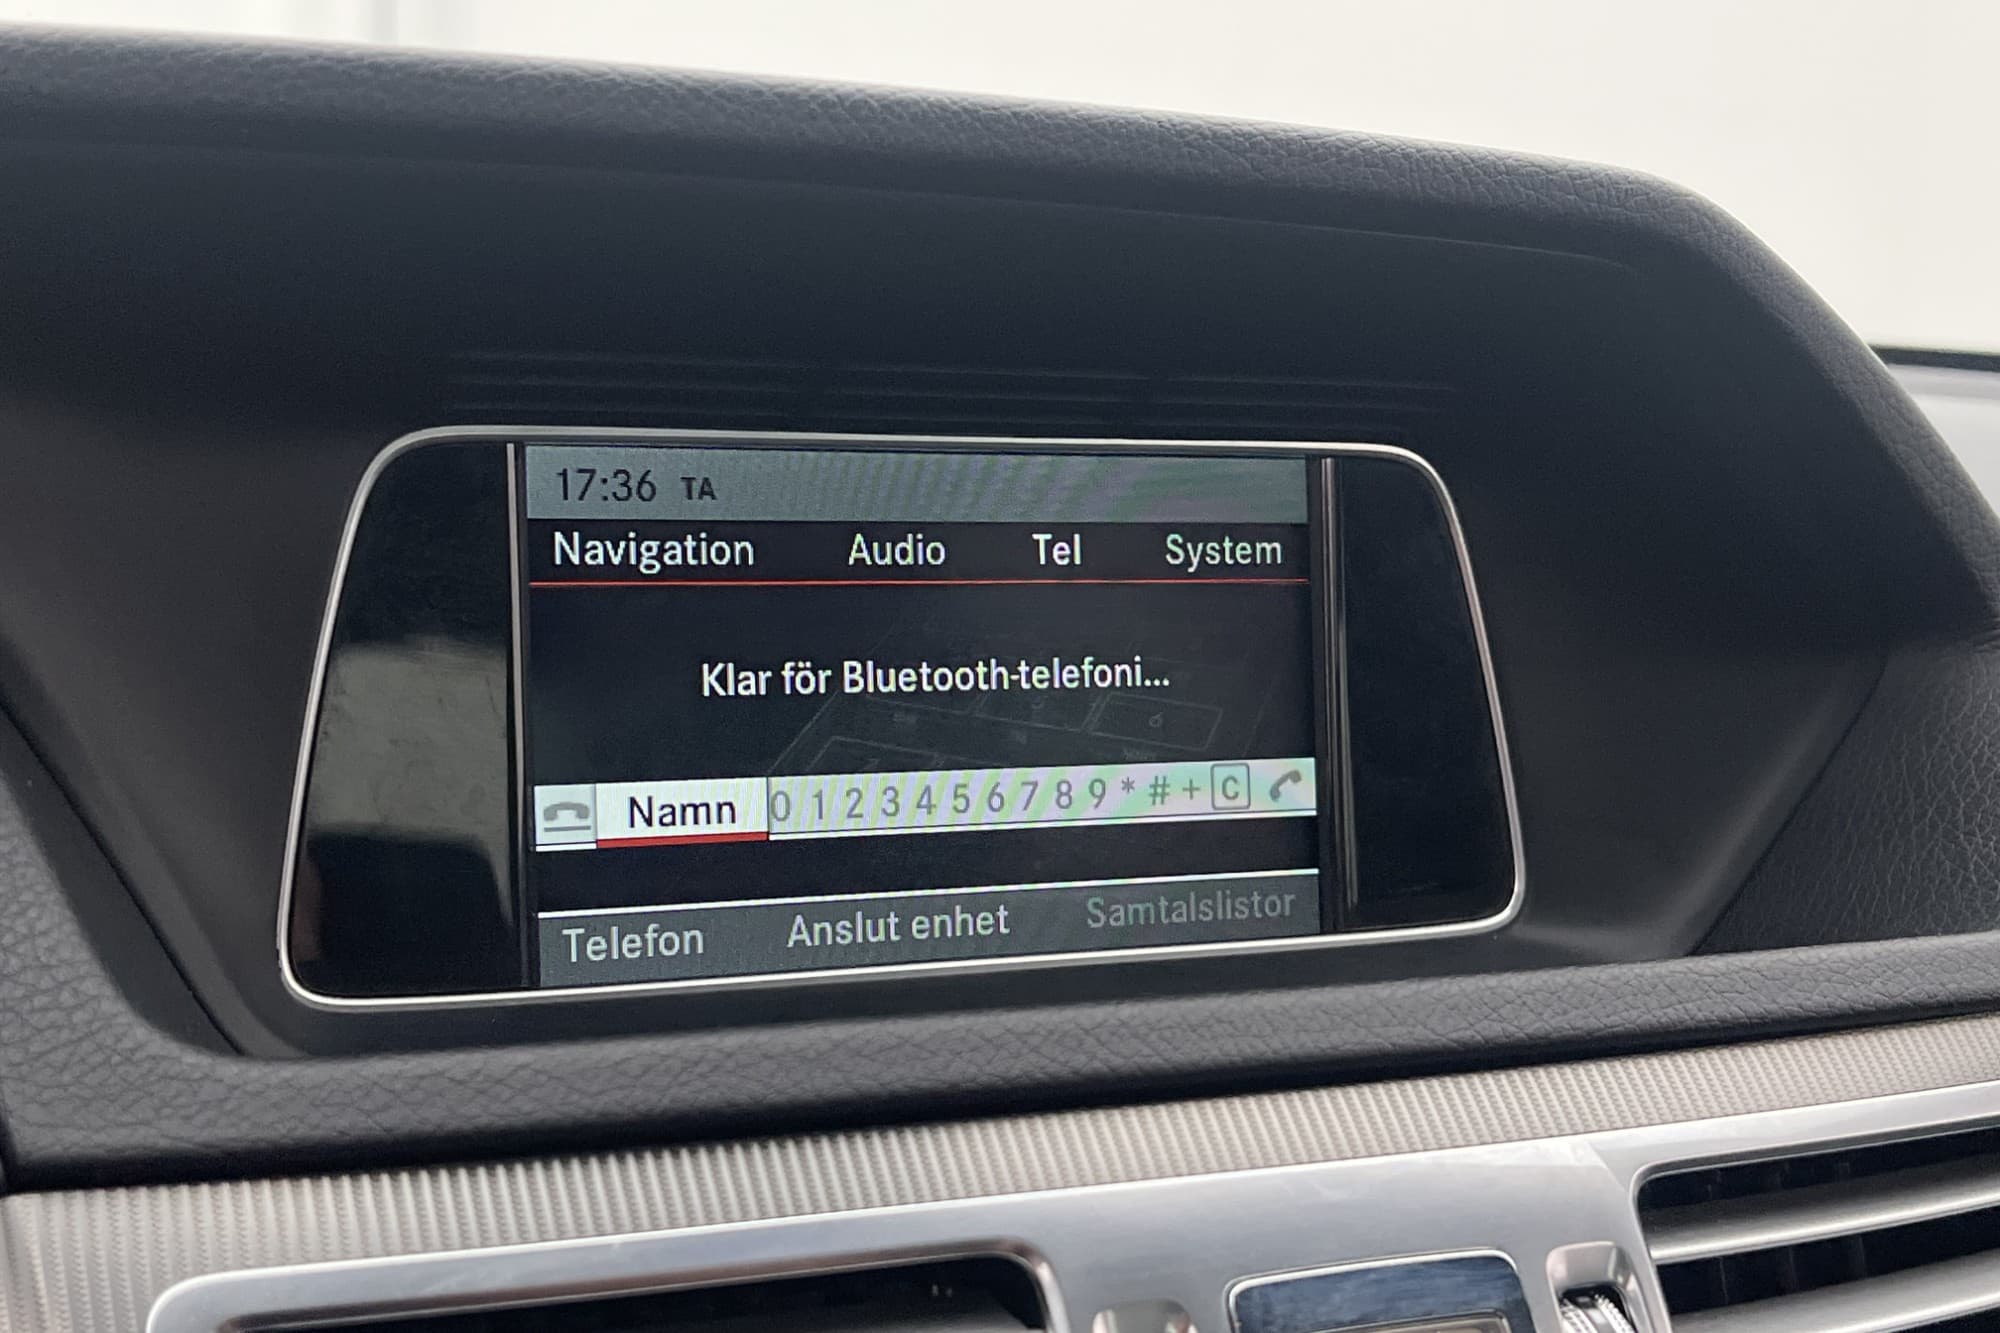 17:36 TA
Navigation Audio Tel System
Klar för Bluetooth-telefoni...
Namn 0 1 2 3 4 5 6 7 8 9 * # + C
Telefon Anslut enhet Samtalslistor